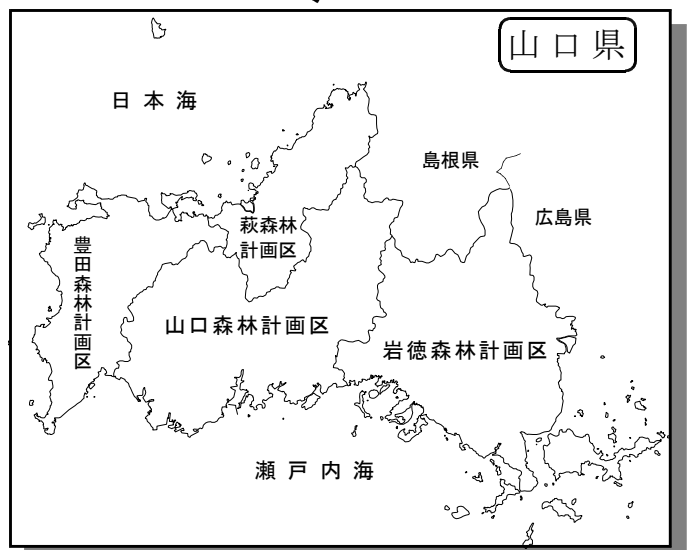 山口県
日本海
島根県
広島県
萩森林
計画区
豊田森林計画区
山口森林計画区
岩徳森林計画区
瀬戸内海